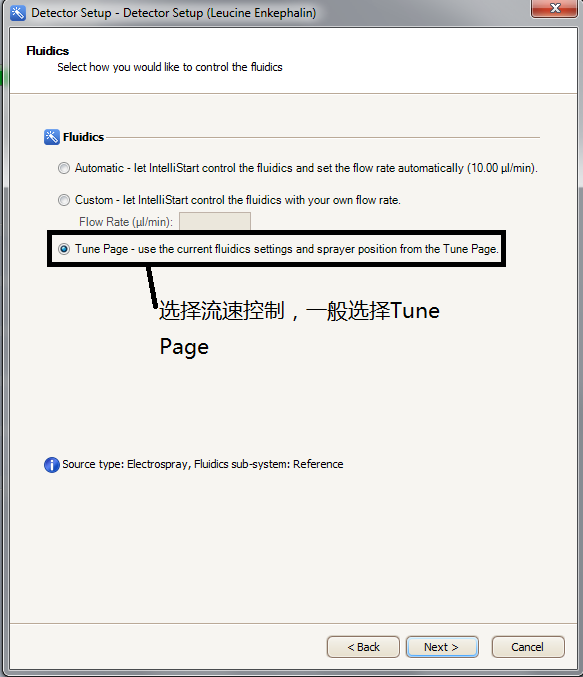 Detector Setup - Detector Setup (Leucine Enkephalin)
Fluidics
Select how you would like to control the fluidics
Fluidics
Automatic - let IntelliStart control the fluidics and set the flow rate automatically (10.00 µl/min).
Custom - let IntelliStart control the fluidics with your own flow rate.
Flow Rate (µl/min):
Tune Page - use the current fluidics settings and sprayer position from the Tune Page.
选择流速控制，一般选择Tune
Page
Source type: Electrospray, Fluidics sub-system: Reference
< Back
Next >
Cancel